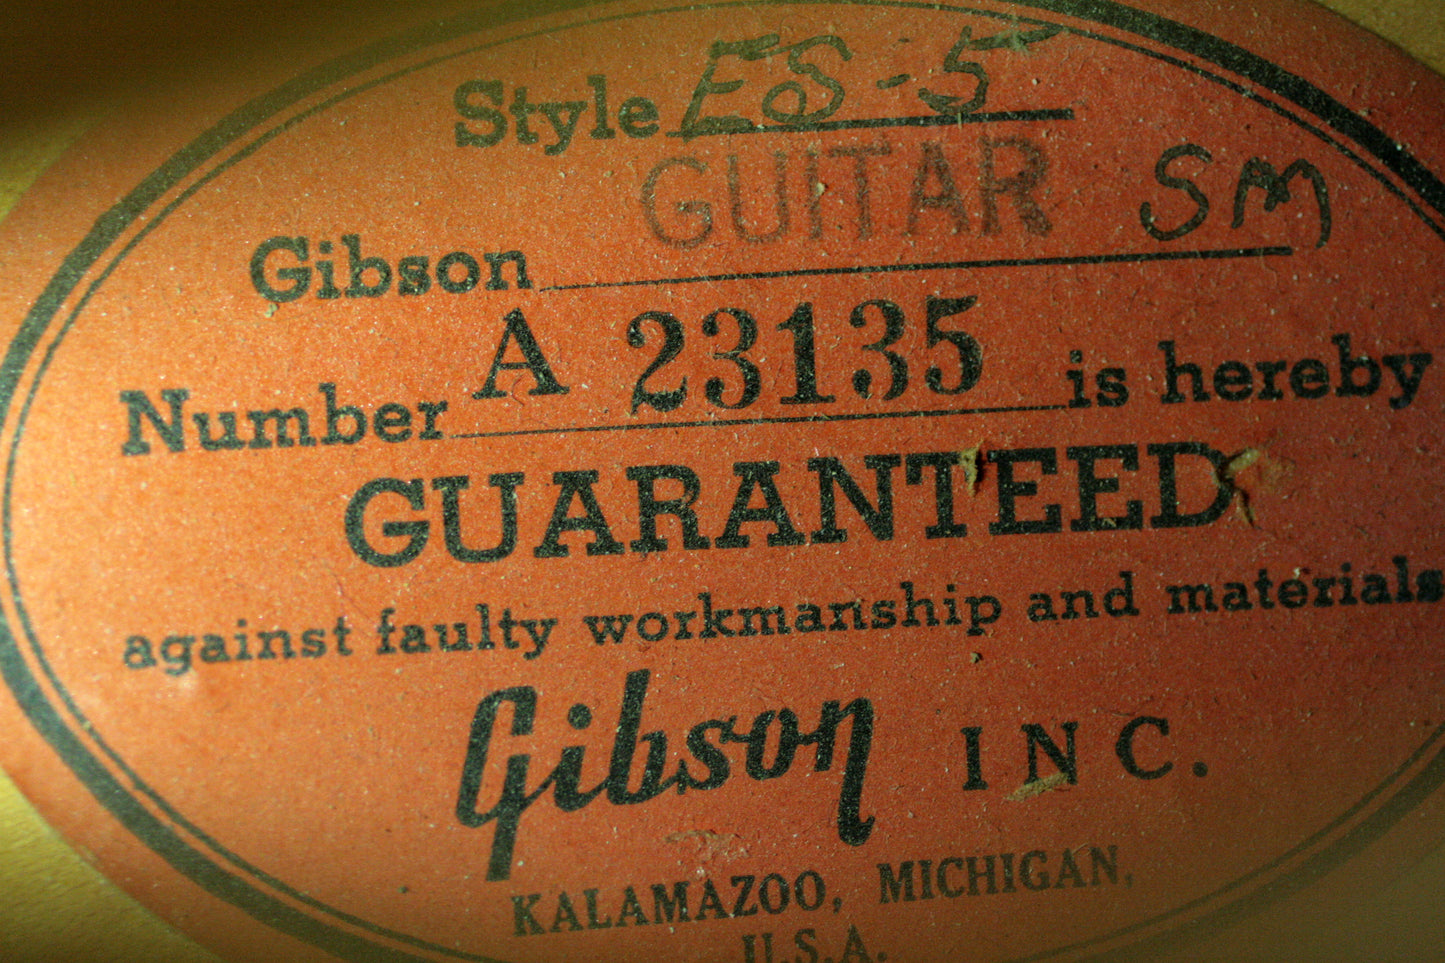 Style ES-5
Gibson GUITAR SM
Number A 23135 is hereby
GUARANTEED
against faulty workmanship and materials
Gibson INC.
KALAMAZOO, MICHIGAN,
U.S.A.